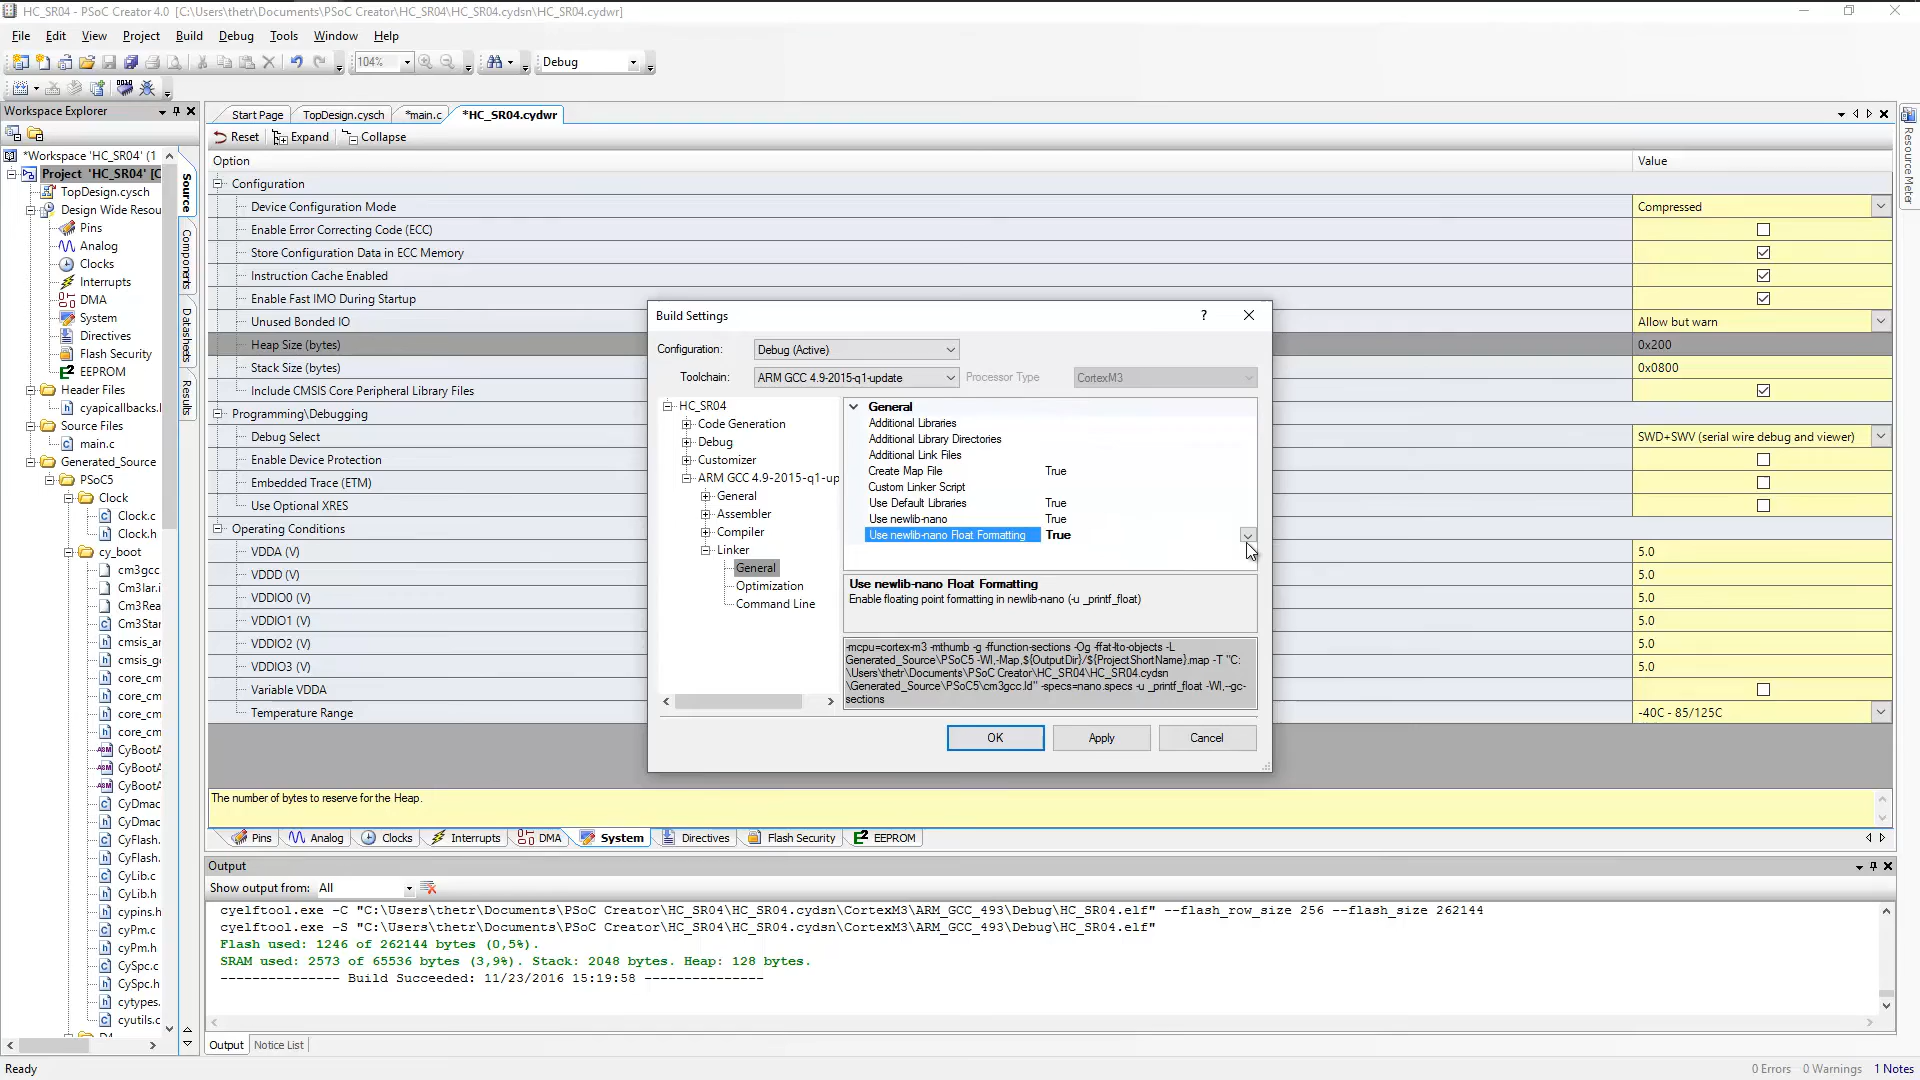 HC_SR04 - PSoC Creator 4.0 [C:\Users\thetr\Documents\PSoC Creator\HC_SR04\HC_SR04.cydsn\HC_SR04.cydwr]
File Edit View Project Build Debug Tools Window Help
104% Debug
Workspace Explorer
Start Page TopDesign.cysch *main.c *HC_SR04.cydwr
Reset Expand Collapse
*Workspace 'HC_SR04' (1
Project 'HC_SR04' [C
TopDesign.cysch
Design Wide Resou
Pins
Analog
Clocks
Interrupts
DMA
System
Directives
Flash Security
EEPROM
Header Files
cyapicallbacks.
Source Files
main.c
Generated_Source
PSoC5
Clock
Clock.c
Clock.h
cy_boot
cm3gcc
Cm3Iar.i
Cm3Rea
Cm3Star
cmsis_ar
cmsis_go
core_cm
core_cm
core_cm
CyBootA
CyBootA
CyBootA
CyDmac
CyDmac
CyFlash.
CyFlash.
CyLib.c
CyLib.h
cypins.h
cyPm.c
cyPm.h
CySpc.c
CySpc.h
cytypes.
cyutils.c
Source
Components
Datasheets
Results
Option Value
Configuration
Device Configuration Mode Compressed
Enable Error Correcting Code (ECC)
Store Configuration Data in ECC Memory
Instruction Cache Enabled
Enable Fast IMO During Startup
Unused Bonded IO Allow but warn
Heap Size (bytes) 0x200
Stack Size (bytes) 0x0800
Include CMSIS Core Peripheral Library Files
Programming\Debugging
Debug Select SWD+SWV (serial wire debug and viewer)
Enable Device Protection
Embedded Trace (ETM)
Use Optional XRES
Operating Conditions
VDDA (V) 5.0
VDDD (V) 5.0
VDDIO0 (V) 5.0
VDDIO1 (V) 5.0
VDDIO2 (V) 5.0
VDDIO3 (V) 5.0
Variable VDDA
Temperature Range -40C - 85/125C
The number of bytes to reserve for the Heap.
Pins Analog Clocks Interrupts DMA System Directives Flash Security EEPROM
Resource Meter
Build Settings ?
Configuration: Debug (Active)
Toolchain: ARM GCC 4.9-2015-q1-update Processor Type CortexM3
HC_SR04
Code Generation
Debug
Customizer
ARM GCC 4.9-2015-q1-up
General
Assembler
Compiler
Linker
General
Optimization
Command Line
General
Additional Libraries
Additional Library Directories
Additional Link Files
Create Map File True
Custom Linker Script
Use Default Libraries True
Use newlib-nano True
Use newlib-nano Float Formatting True
Use newlib-nano Float Formatting
Enable floating point formatting in newlib-nano (-u _printf_float)
-mcpu=cortex-m3 -mthumb -g -ffunction-sections -Og -ffat-lto-objects -L
Generated_Source\PSoC5 -Wl,-Map,${OutputDir}/${ProjectShortName}.map -T "C:
\Users\thetr\Documents\PSoC Creator\HC_SR04\HC_SR04.cydsn
\Generated_Source\PSoC5\cm3gcc.ld" -specs=nano.specs -u _printf_float -Wl,--gc-
sections
OK Apply Cancel
Output
Show output from: All
cyelftool.exe -C "C:\Users\thetr\Documents\PSoC Creator\HC_SR04\HC_SR04.cydsn\CortexM3\ARM_GCC_493\Debug\HC_SR04.elf" --flash_row_size 256 --flash_size 262144
cyelftool.exe -S "C:\Users\thetr\Documents\PSoC Creator\HC_SR04\HC_SR04.cydsn\CortexM3\ARM_GCC_493\Debug\HC_SR04.elf"
Flash used: 1246 of 262144 bytes (0,5%).
SRAM used: 2573 of 65536 bytes (3,9%). Stack: 2048 bytes. Heap: 128 bytes.
--------------- Build Succeeded: 11/23/2016 15:19:58 ---------------
Output Notice List
Ready 0 Errors 0 Warnings 1 Notes